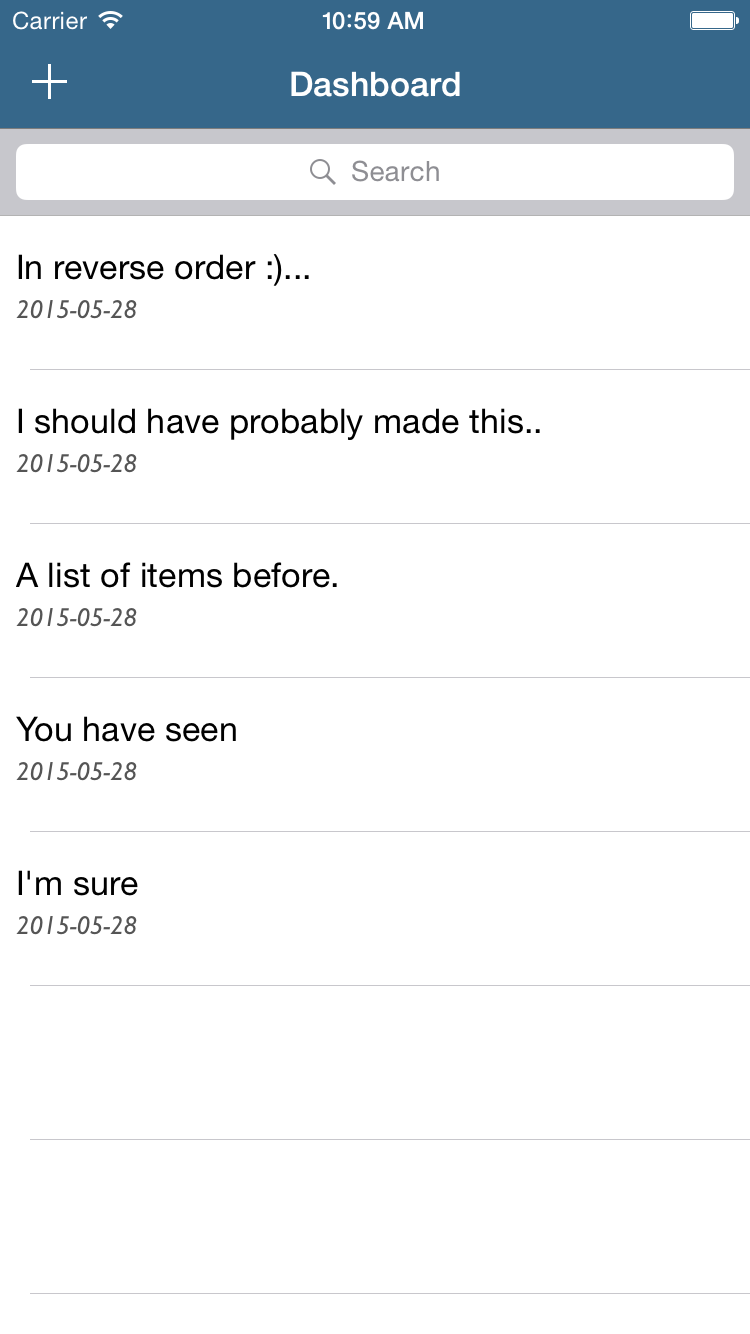 Carrier 10:59 AM
Dashboard
Search
In reverse order :)...
2015-05-28
I should have probably made this..
2015-05-28
A list of items before.
2015-05-28
You have seen
2015-05-28
I'm sure
2015-05-28